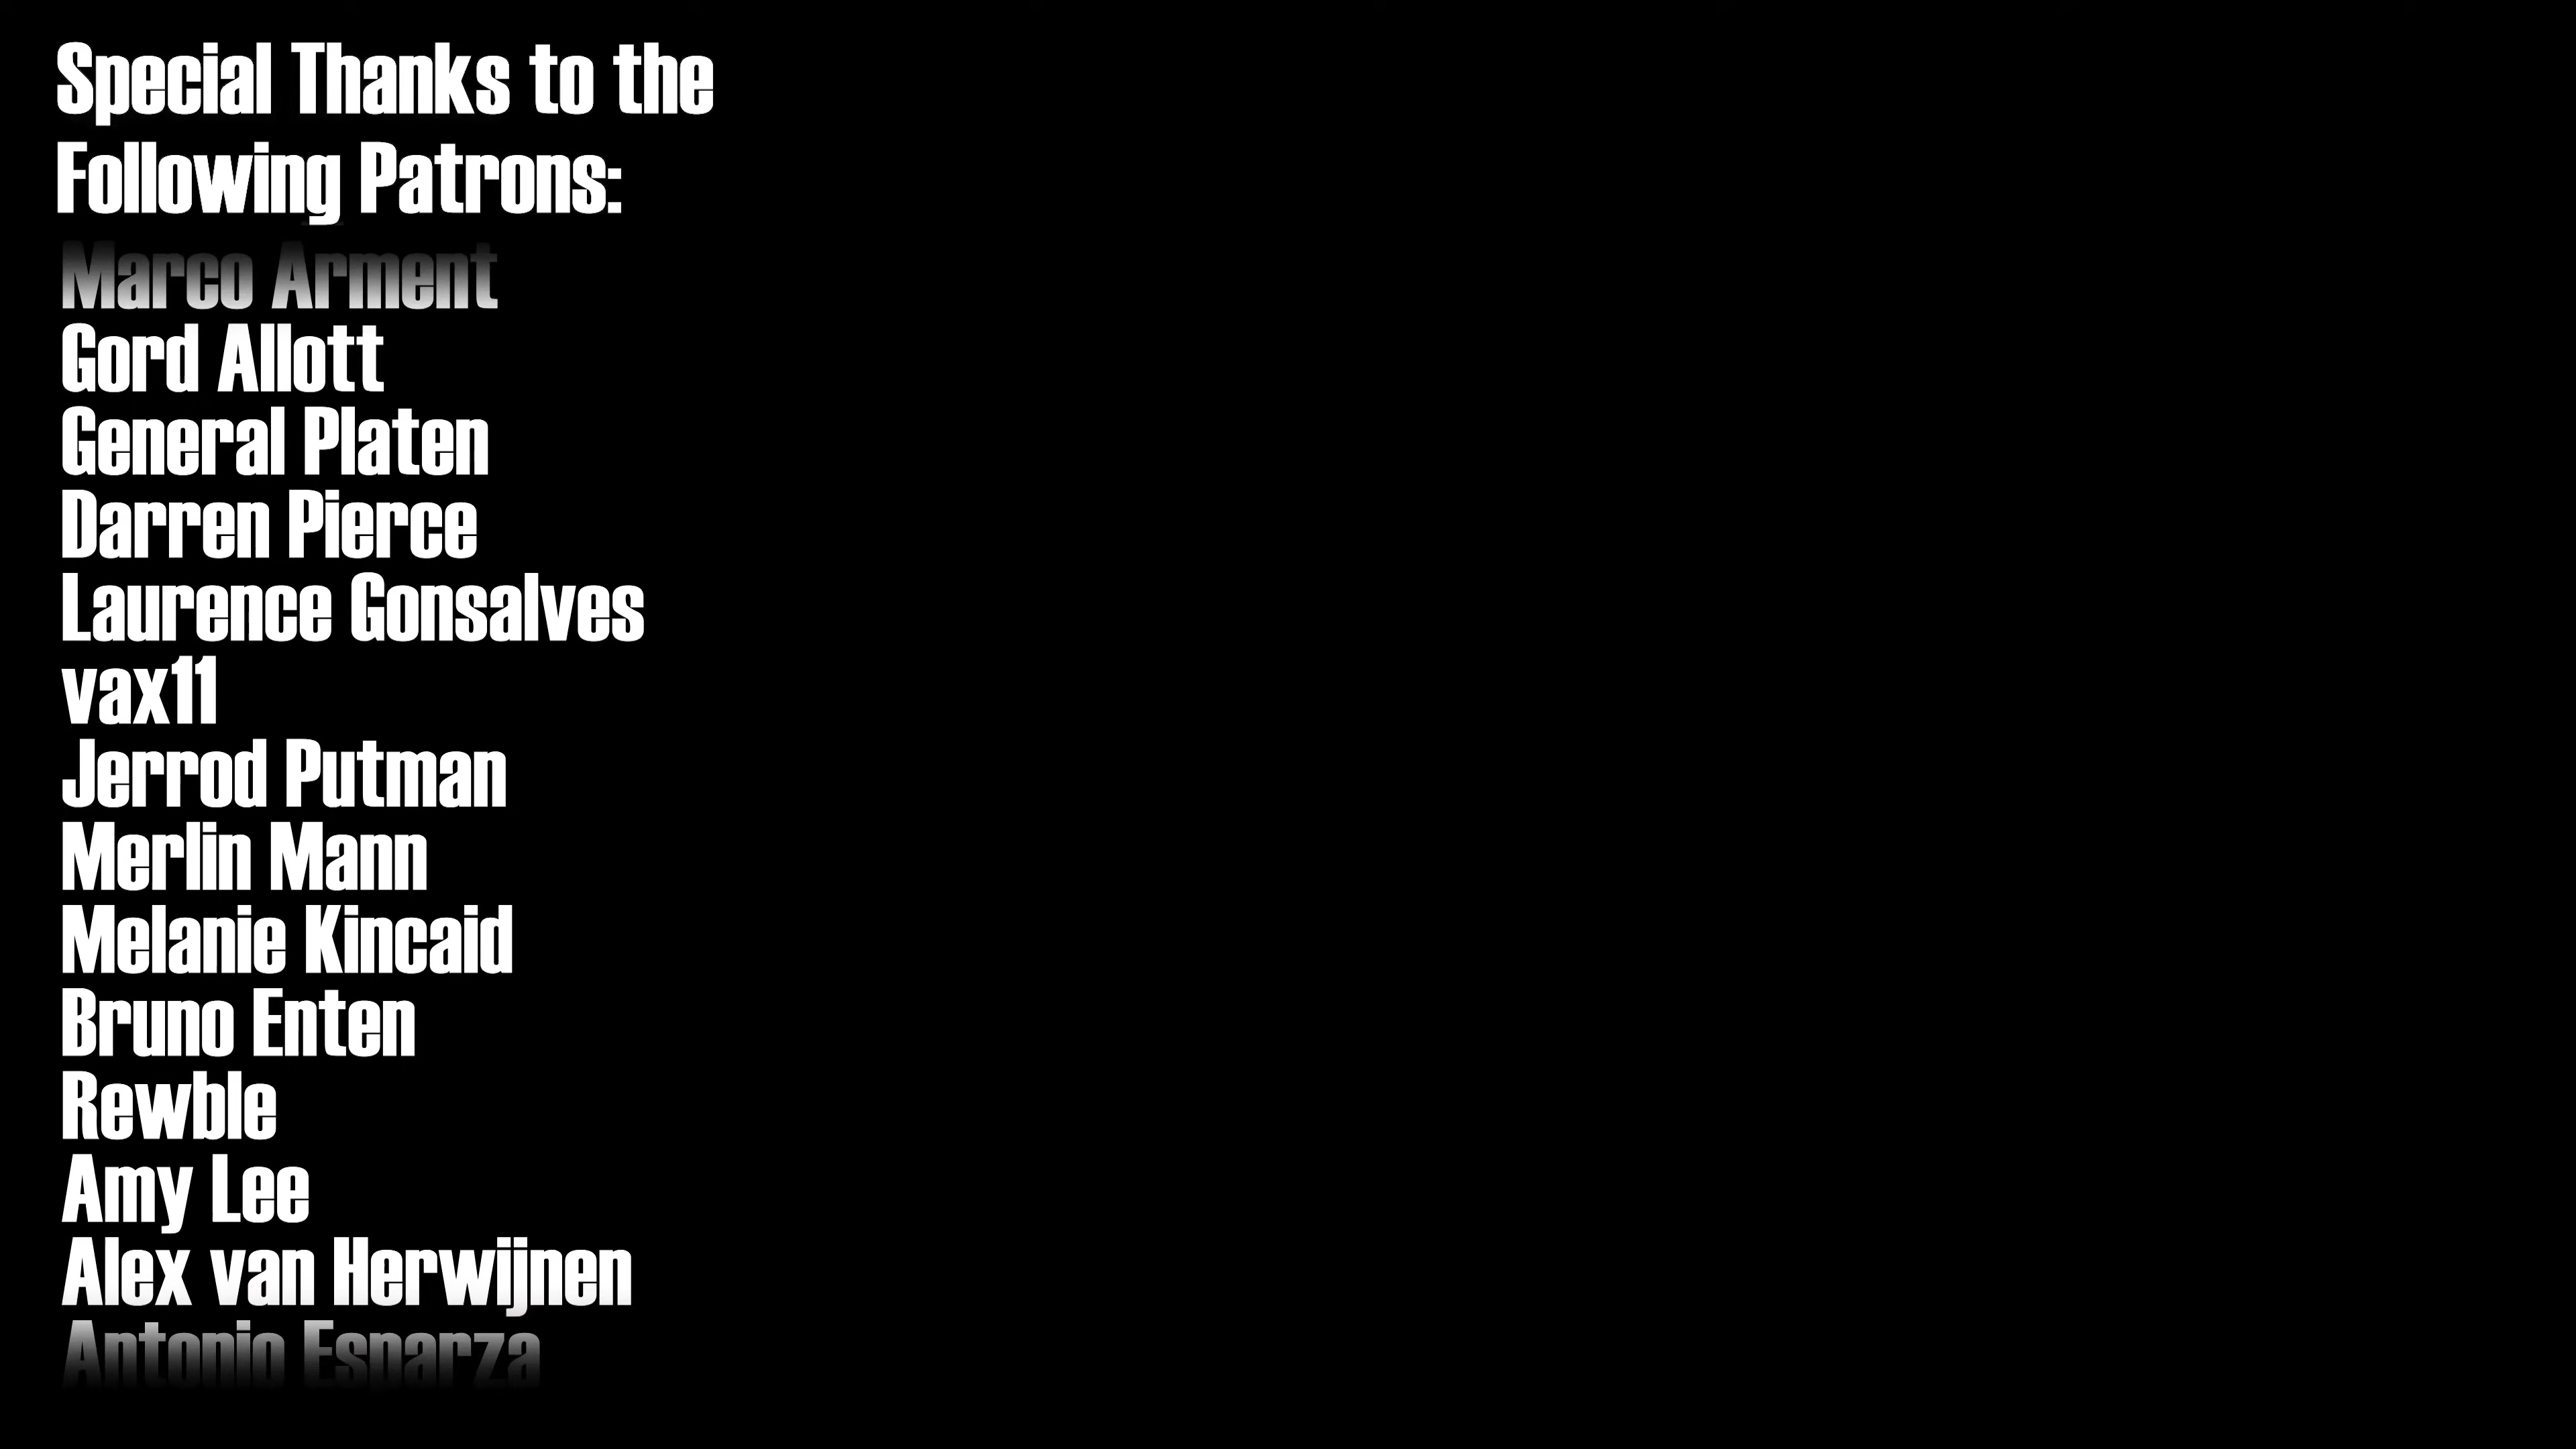 Special Thanks to the
Following Patrons:
Marco Arment
Gord Allott
General Platen
Darren Pierce
Laurence Gonsalves
vax11
Jerrod Putman
Merlin Mann
Melanie Kincaid
Bruno Enten
Rewble
Amy Lee
Alex van Herwijnen
Antonio Esparza